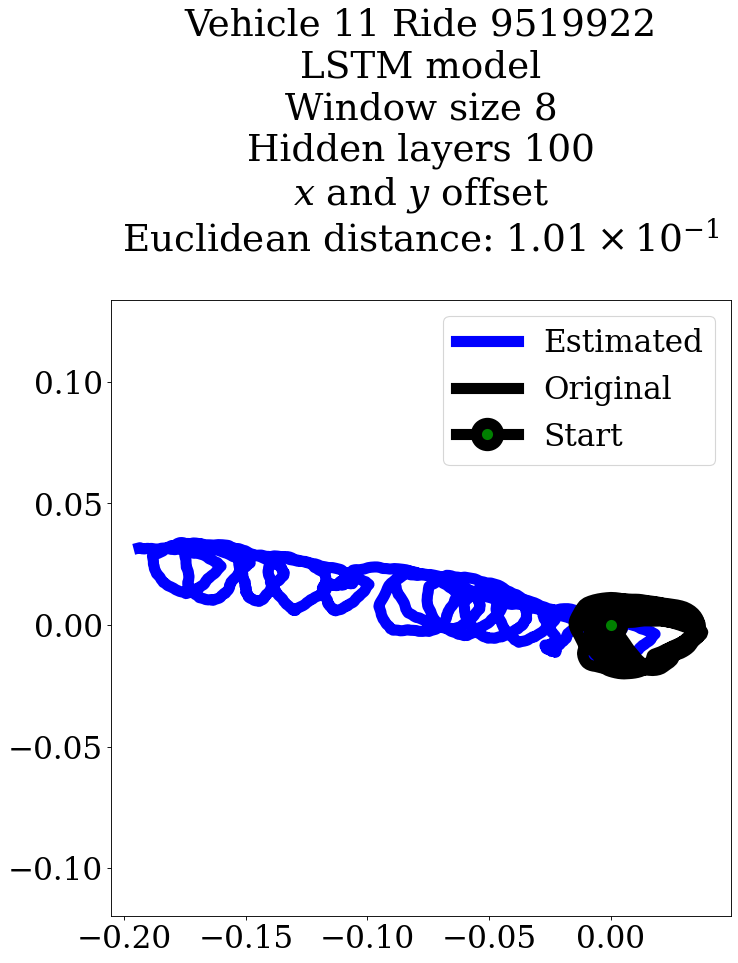 Vehicle 11 Ride 9519922
LSTM model
Window size 8
Hidden layers 100
x and y offset
Euclidean distance: 1.01 × 10⁻¹
Estimated
Original
Start
0.10
0.05
0.00
−0.05
−0.10
−0.20 −0.15 −0.10 −0.05 0.00